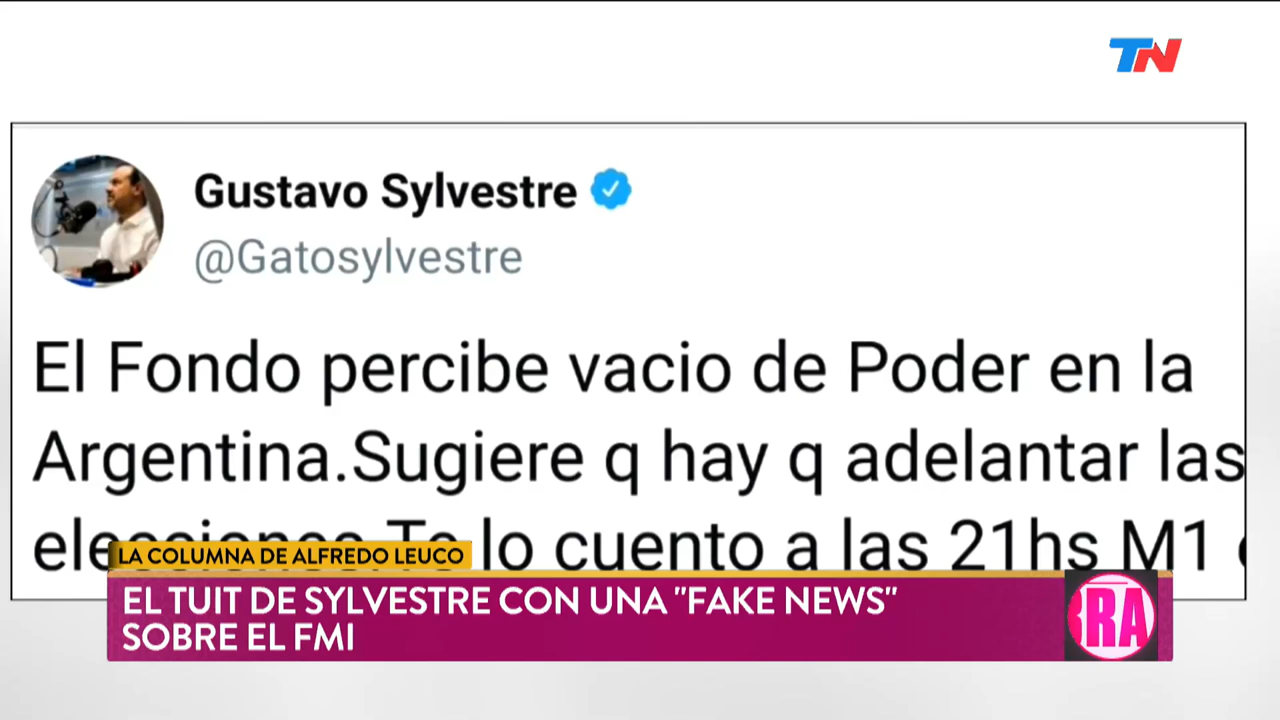 TN
Gustavo Sylvestre
@Gatosylvestre
El Fondo percibe vacio de Poder en la
Argentina.Sugiere q hay q adelantar las
elecciones.Te lo cuento a las 21hs M1
LA COLUMNA DE ALFREDO LEUCO
EL TUIT DE SYLVESTRE CON UNA "FAKE NEWS"
SOBRE EL FMI
RA